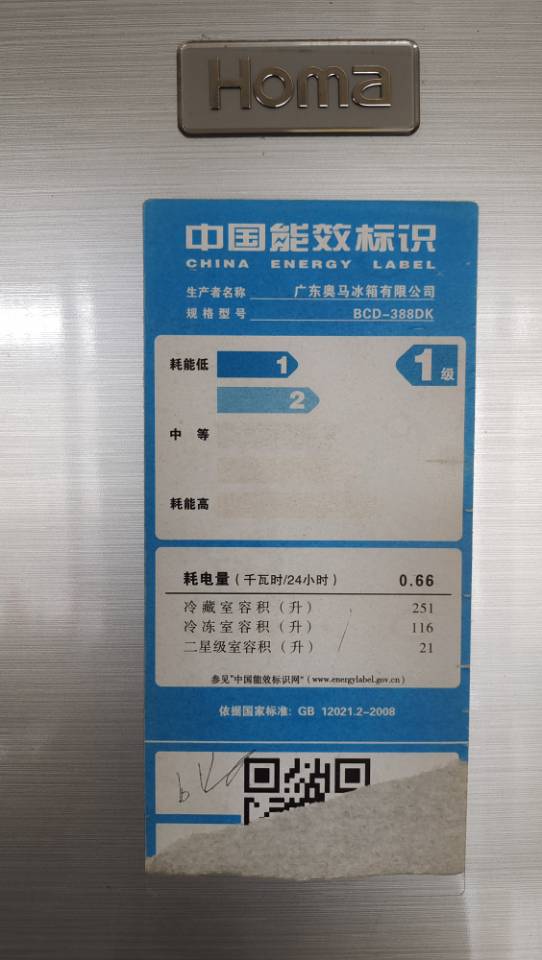 Homa
中国能效标识
CHINA ENERGY LABEL
生产者名称 广东奥马冰箱有限公司
规格型号 BCD-388DK
耗能低 1 1级
2
中 等
耗能高
耗电量（千瓦时/24小时） 0.66
冷藏室容积（升） 251
冷冻室容积（升） 116
二星级室容积（升） 21
参见"中国能效标识网"（www.energylabel.gov.cn）
依据国家标准: GB 12021.2-2008